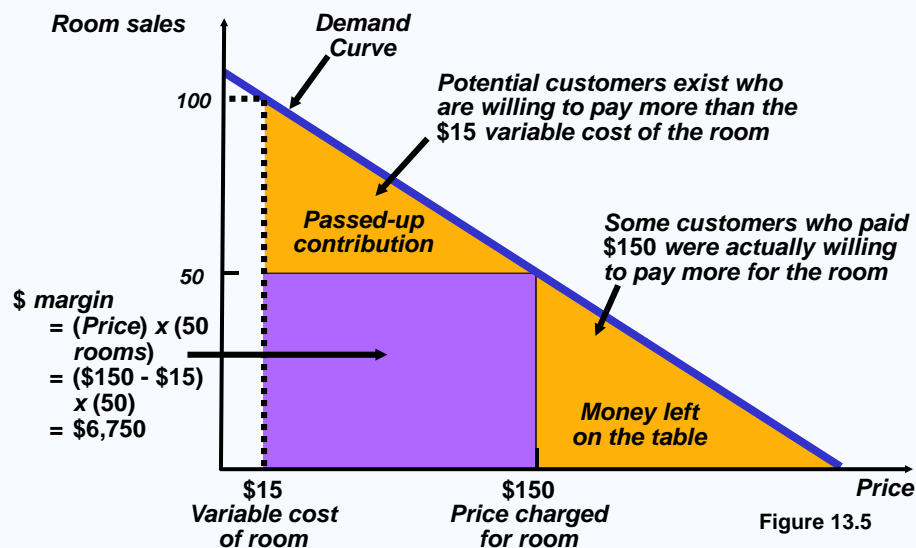 Room sales
Demand
Curve
Potential customers exist who
are willing to pay more than the
$15 variable cost of the room
100
Passed-up
contribution
Some customers who paid
$150 were actually willing
to pay more for the room
50
$ margin
= (Price) x (50
rooms)
= ($150 - $15)
x (50)
= $6,750
Money left
on the table
$15
Variable cost
of room
$150
Price charged
for room
Price
Figure 13.5